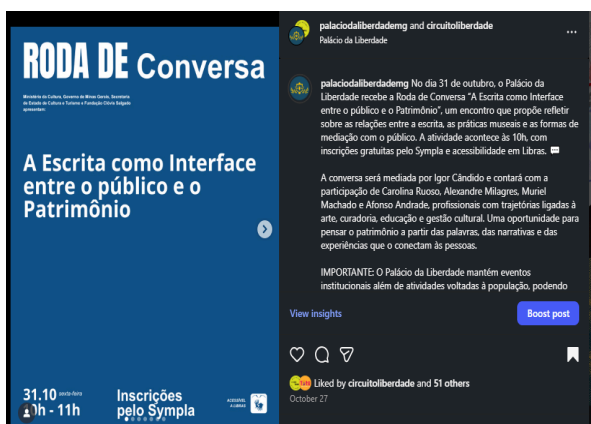 RODA DE Conversa
Ministério da Cultura, Governo de Minas Gerais, Secretaria
de Estado de Cultura e Turismo e Fundação Clóvis Salgado
apresentam:
A Escrita como Interface
entre o público e o
Patrimônio
31.10 sexta-feira
0h - 11h
Inscrições
pelo Sympla
ACESSÍVEL
A LIBRAS
palaciodaliberdademg and circuitoliberdade
Palácio da Liberdade
palaciodaliberdademg No dia 31 de outubro, o Palácio da
Liberdade recebe a Roda de Conversa “A Escrita como Interface
entre o público e o Patrimônio”, um encontro que propõe refletir
sobre as relações entre a escrita, as práticas museais e as formas de
mediação com o público. A atividade acontece às 10h, com
inscrições gratuitas pelo Sympla e acessibilidade em Libras. 💬
A conversa será mediada por Igor Cândido e contará com a
participação de Carolina Ruoso, Alexandre Milagres, Muriel
Machado e Afonso Andrade, profissionais com trajetórias ligadas à
arte, curadoria, educação e gestão cultural. Uma oportunidade para
pensar o patrimônio a partir das palavras, das narrativas e das
experiências que o conectam às pessoas.
IMPORTANTE: O Palácio da Liberdade mantém eventos
institucionais além de atividades voltadas à população, podendo
View insights
Boost post
Liked by circuitoliberdade and 51 others
October 27